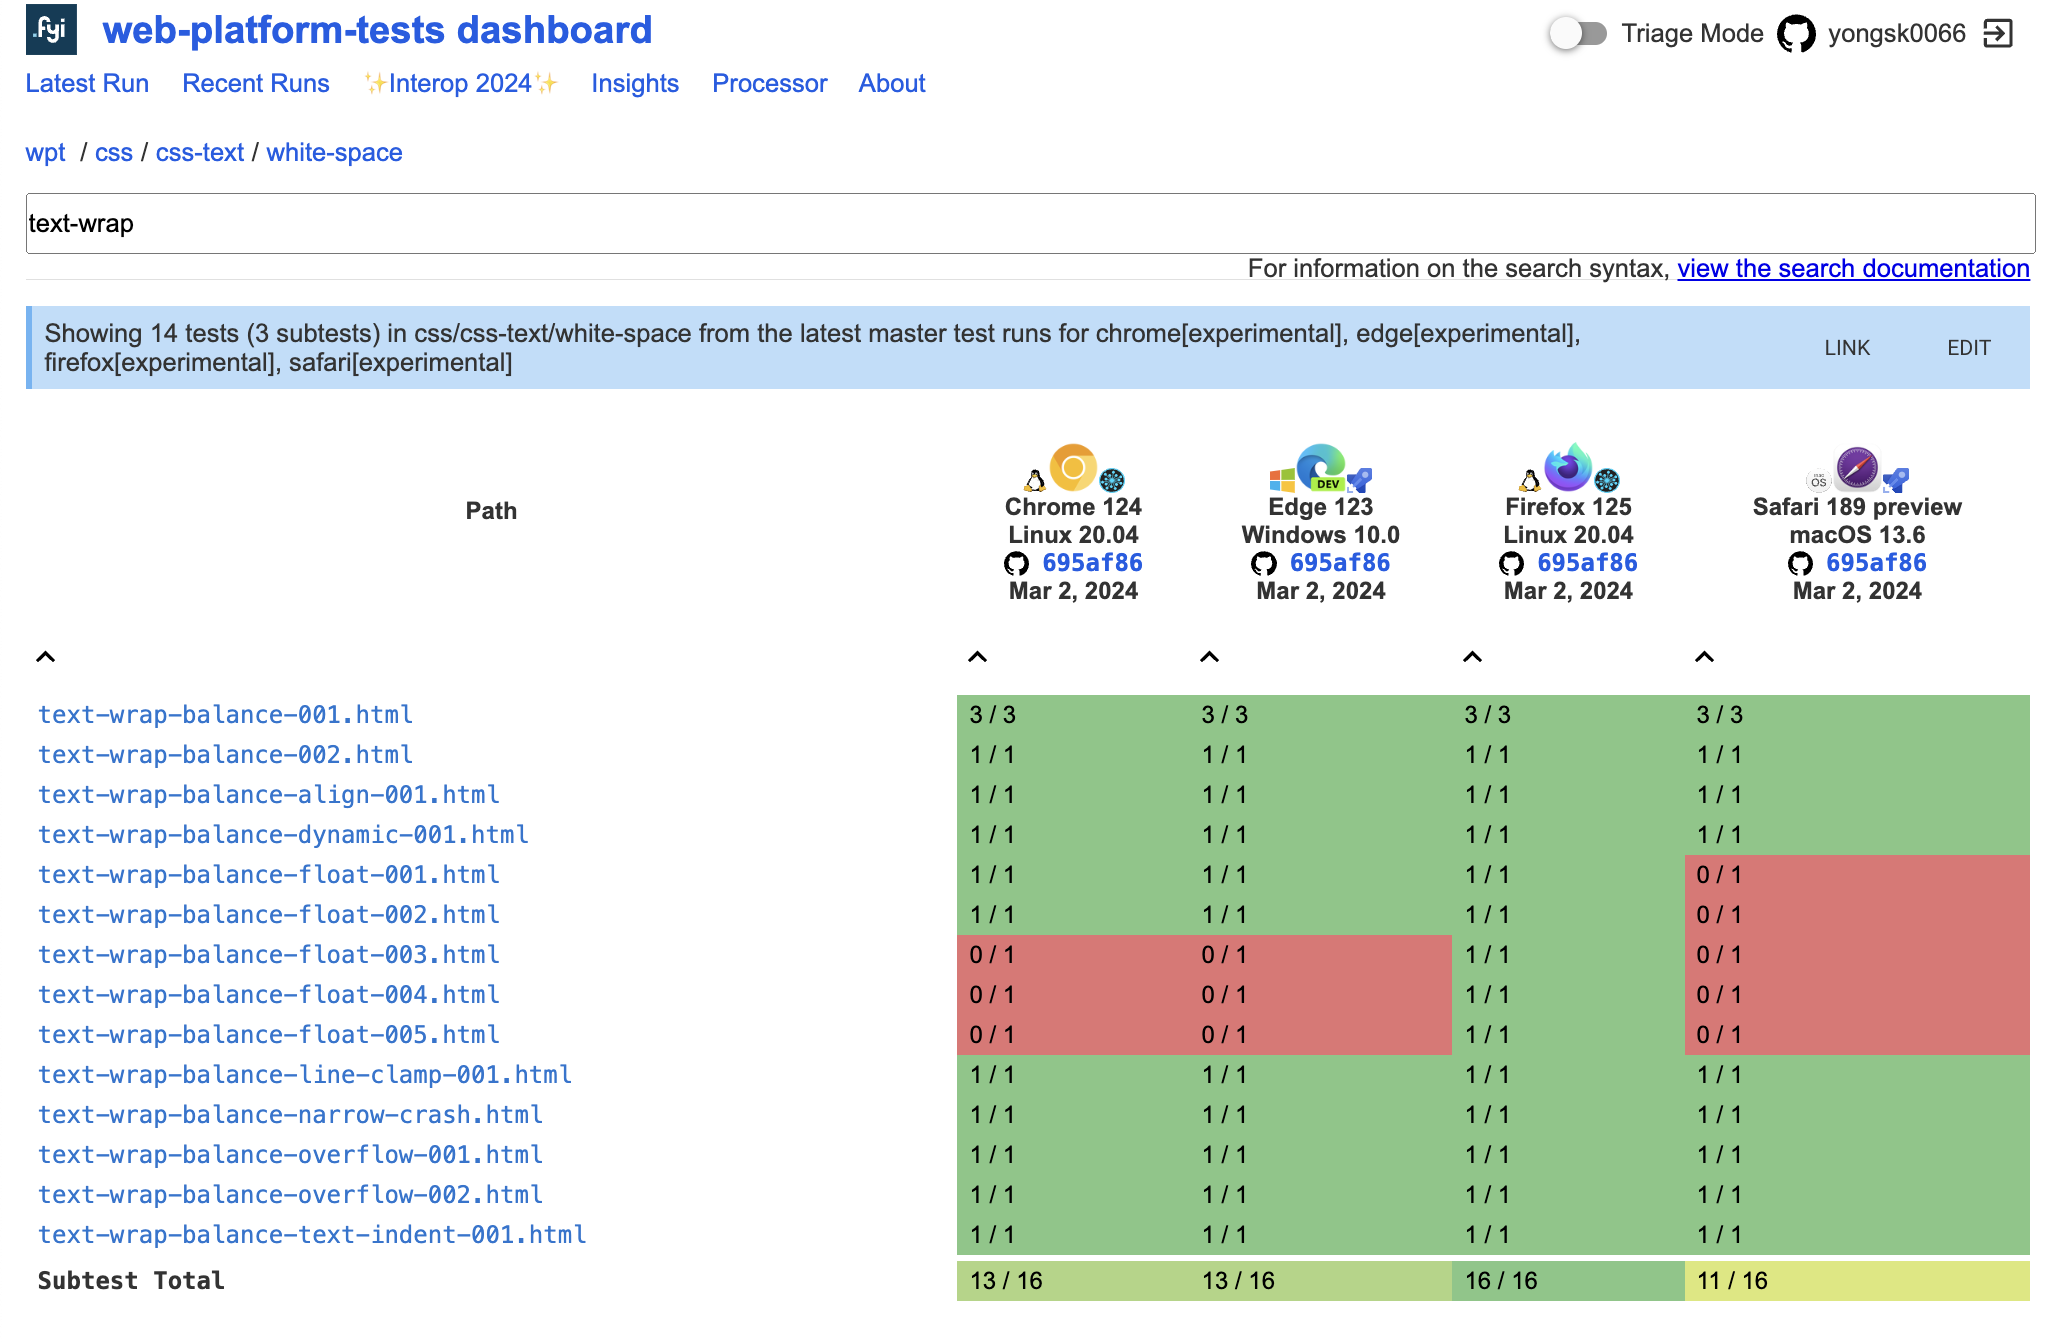 .fyi web-platform-tests dashboard Triage Mode yongsk0066
Latest Run Recent Runs ✨Interop 2024✨ Insights Processor About
wpt / css / css-text / white-space
text-wrap
For information on the search syntax, view the search documentation
Showing 14 tests (3 subtests) in css/css-text/white-space from the latest master test runs for chrome[experimental], edge[experimental],
firefox[experimental], safari[experimental]
LINK EDIT
DEV
Path
Chrome 124 Edge 123 Firefox 125 Safari 189 preview
Linux 20.04 Windows 10.0 Linux 20.04 macOS 13.6
695af86 695af86 695af86 695af86
Mar 2, 2024 Mar 2, 2024 Mar 2, 2024 Mar 2, 2024
text-wrap-balance-001.html 3 / 3 3 / 3 3 / 3 3 / 3
text-wrap-balance-002.html 1 / 1 1 / 1 1 / 1 1 / 1
text-wrap-balance-align-001.html 1 / 1 1 / 1 1 / 1 1 / 1
text-wrap-balance-dynamic-001.html 1 / 1 1 / 1 1 / 1 1 / 1
text-wrap-balance-float-001.html 1 / 1 1 / 1 1 / 1 0 / 1
text-wrap-balance-float-002.html 1 / 1 1 / 1 1 / 1 0 / 1
text-wrap-balance-float-003.html 0 / 1 0 / 1 1 / 1 0 / 1
text-wrap-balance-float-004.html 0 / 1 0 / 1 1 / 1 0 / 1
text-wrap-balance-float-005.html 0 / 1 0 / 1 1 / 1 0 / 1
text-wrap-balance-line-clamp-001.html 1 / 1 1 / 1 1 / 1 1 / 1
text-wrap-balance-narrow-crash.html 1 / 1 1 / 1 1 / 1 1 / 1
text-wrap-balance-overflow-001.html 1 / 1 1 / 1 1 / 1 1 / 1
text-wrap-balance-overflow-002.html 1 / 1 1 / 1 1 / 1 1 / 1
text-wrap-balance-text-indent-001.html 1 / 1 1 / 1 1 / 1 1 / 1
Subtest Total 13 / 16 13 / 16 16 / 16 11 / 16